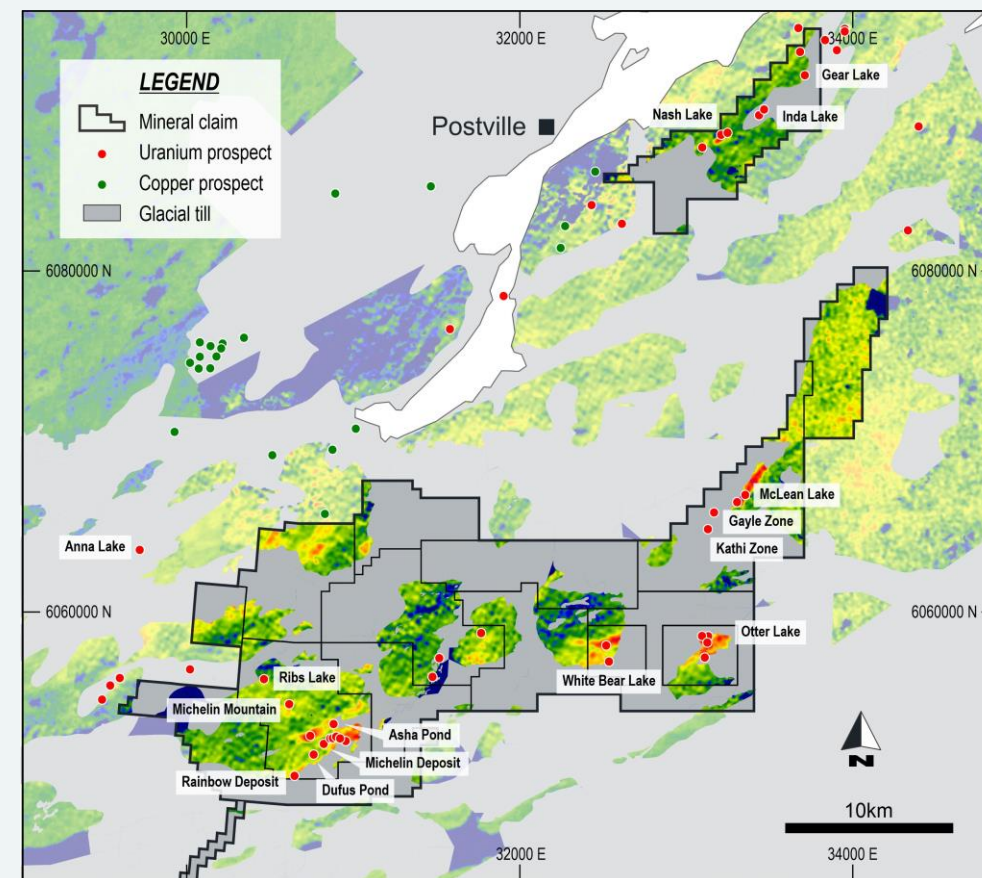 30000 E
32000 E
34000 E
LEGEND
Mineral claim
Uranium prospect
Copper prospect
Glacial till
Postville
Gear Lake
Nash Lake
Inda Lake
6080000 N
6080000 N
McLean Lake
Gayle Zone
Kathi Zone
Anna Lake
6060000 N
6060000 N
Otter Lake
Ribs Lake
White Bear Lake
Michelin Mountain
Asha Pond
Michelin Deposit
Rainbow Deposit
Dufus Pond
N
10km
32000 E
34000 E